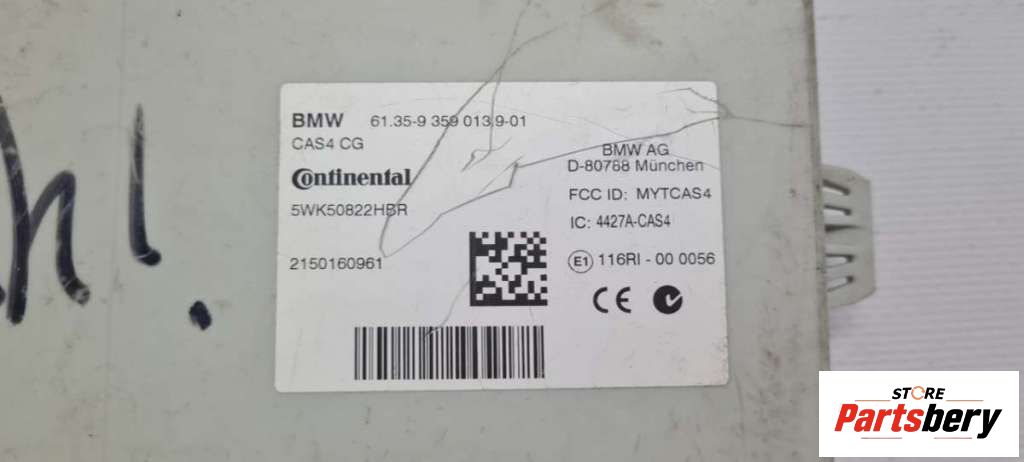 h!
BMW 61.35-9 359 013 9-01
CAS4 CG
Continental
5WK50822HBR
2150160961
BMW AG
D-80788 München
FCC ID: MYTCAS4
IC: 4427A-CAS4
E1 116RI - 00 0056
CE
STORE
Partsbery